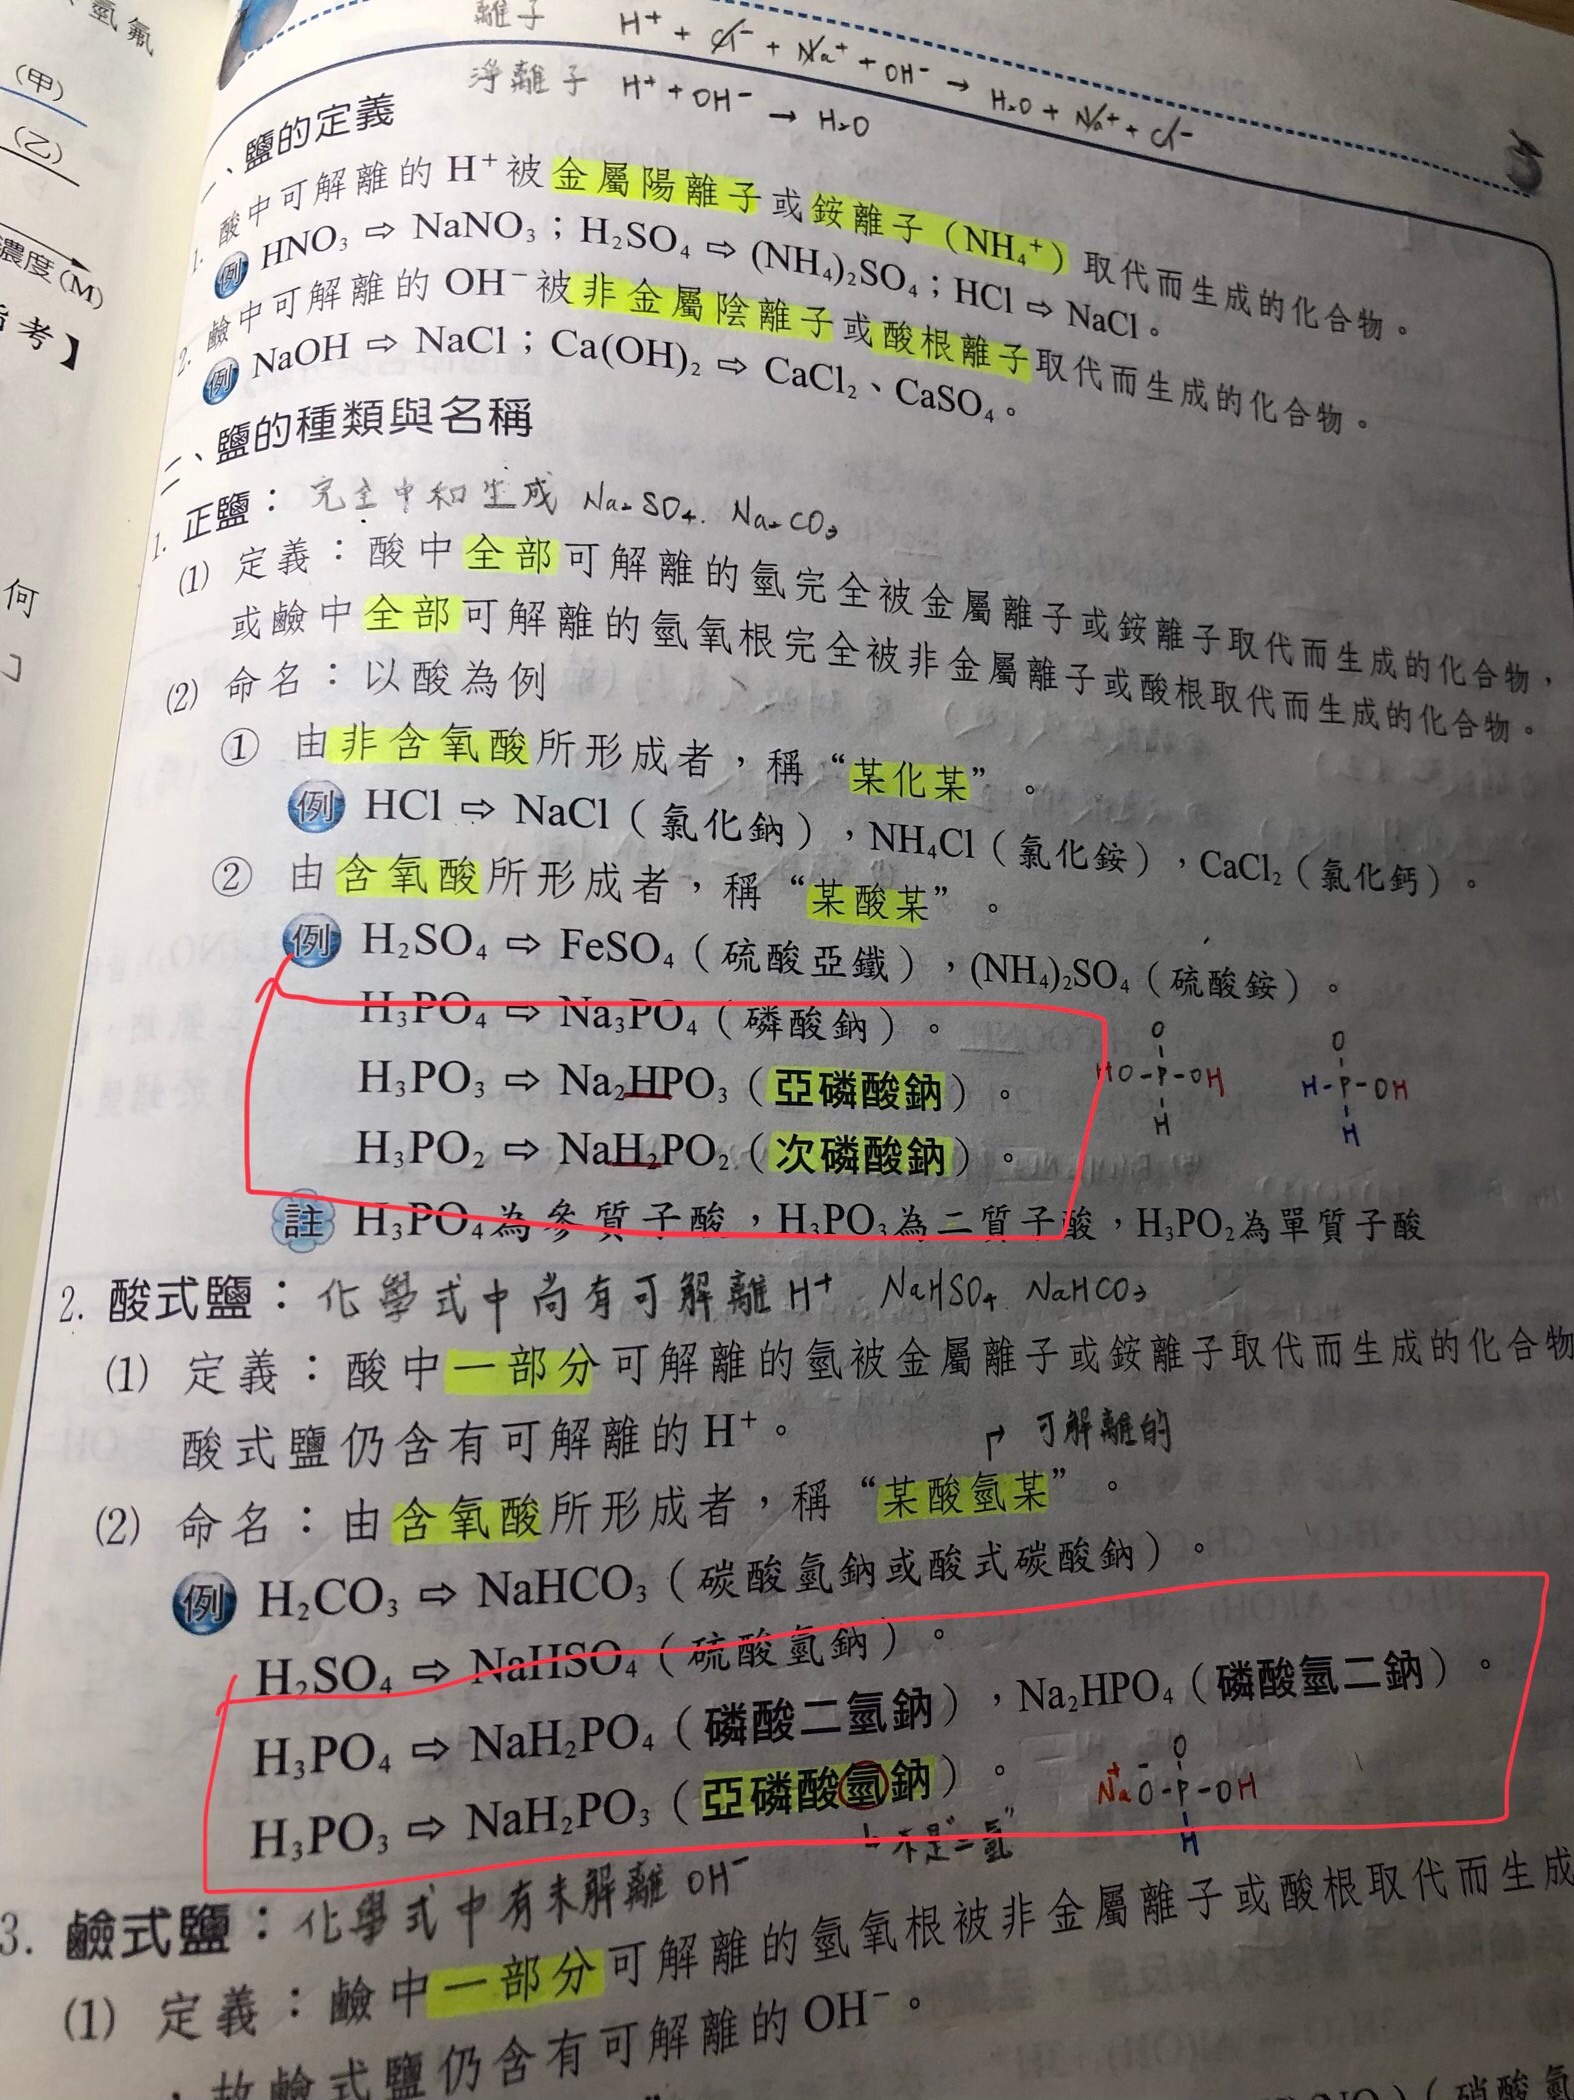 氫氟
(甲)
(乙)
濃度(M)
考】
何
離子 H⁺ + Cl⁻ + Na⁺ + OH⁻ → H₂O + Na⁺ + Cl⁻
淨離子 H⁺ + OH⁻ → H₂O
一、鹽的定義
1. 酸中可解離的 H⁺ 被金屬陽離子或銨離子(NH₄⁺)取代而生成的化合物。
例 HNO₃ ⇨ NaNO₃；H₂SO₄ ⇨ (NH₄)₂SO₄；HCl ⇨ NaCl。
2. 鹼中可解離的 OH⁻ 被非金屬陰離子或酸根離子取代而生成的化合物。
例 NaOH ⇨ NaCl；Ca(OH)₂ ⇨ CaCl₂、CaSO₄。
二、鹽的種類與名稱
1. 正鹽：完全中和生成 Na₂SO₄. Na₂CO₃
(1) 定義：酸中全部可解離的氫完全被金屬離子或銨離子取代而生成的化合物，
或鹼中全部可解離的氫氧根完全被非金屬離子或酸根取代而生成的化合物。
(2) 命名：以酸為例
① 由非含氧酸所形成者，稱“某化某”。
例 HCl ⇨ NaCl（氯化鈉），NH₄Cl（氯化銨），CaCl₂（氯化鈣）。
② 由含氧酸所形成者，稱“某酸某”。
例 H₂SO₄ ⇨ FeSO₄（硫酸亞鐵），(NH₄)₂SO₄（硫酸銨）。
H₃PO₄ ⇨ Na₃PO₄（磷酸鈉）。
O O
H₃PO₃ ⇨ Na₂HPO₃（亞磷酸鈉）。 HO-P-OH H-P-OH
H H
H₃PO₂ ⇨ NaH₂PO₂（次磷酸鈉）。
註 H₃PO₄為參質子酸，H₃PO₃為二質子酸，H₃PO₂為單質子酸
2. 酸式鹽：化學式中尚有可解離 H⁺ NaHSO₄ NaHCO₃
(1) 定義：酸中一部分可解離的氫被金屬離子或銨離子取代而生成的化合物
酸式鹽仍含有可解離的 H⁺。
↱ 可解離的
(2) 命名：由含氧酸所形成者，稱“某酸氫某”。
例 H₂CO₃ ⇨ NaHCO₃（碳酸氫鈉或酸式碳酸鈉）。
H₂SO₄ ⇨ NaHSO₄（硫酸氫鈉）。
H₃PO₄ ⇨ NaH₂PO₄（磷酸二氫鈉），Na₂HPO₄（磷酸氫二鈉）。
O
H₃PO₃ ⇨ NaH₂PO₃（亞磷酸氫鈉）。 Na⁺ ⁻O-P-OH
H
↳ 不是“二氫”
3. 鹼式鹽：化學式中有未解離 OH⁻
(1) 定義：鹼中一部分可解離的氫氧根被非金屬離子或酸根取代而生成
，故鹼式鹽仍含有可解離的 OH⁻。